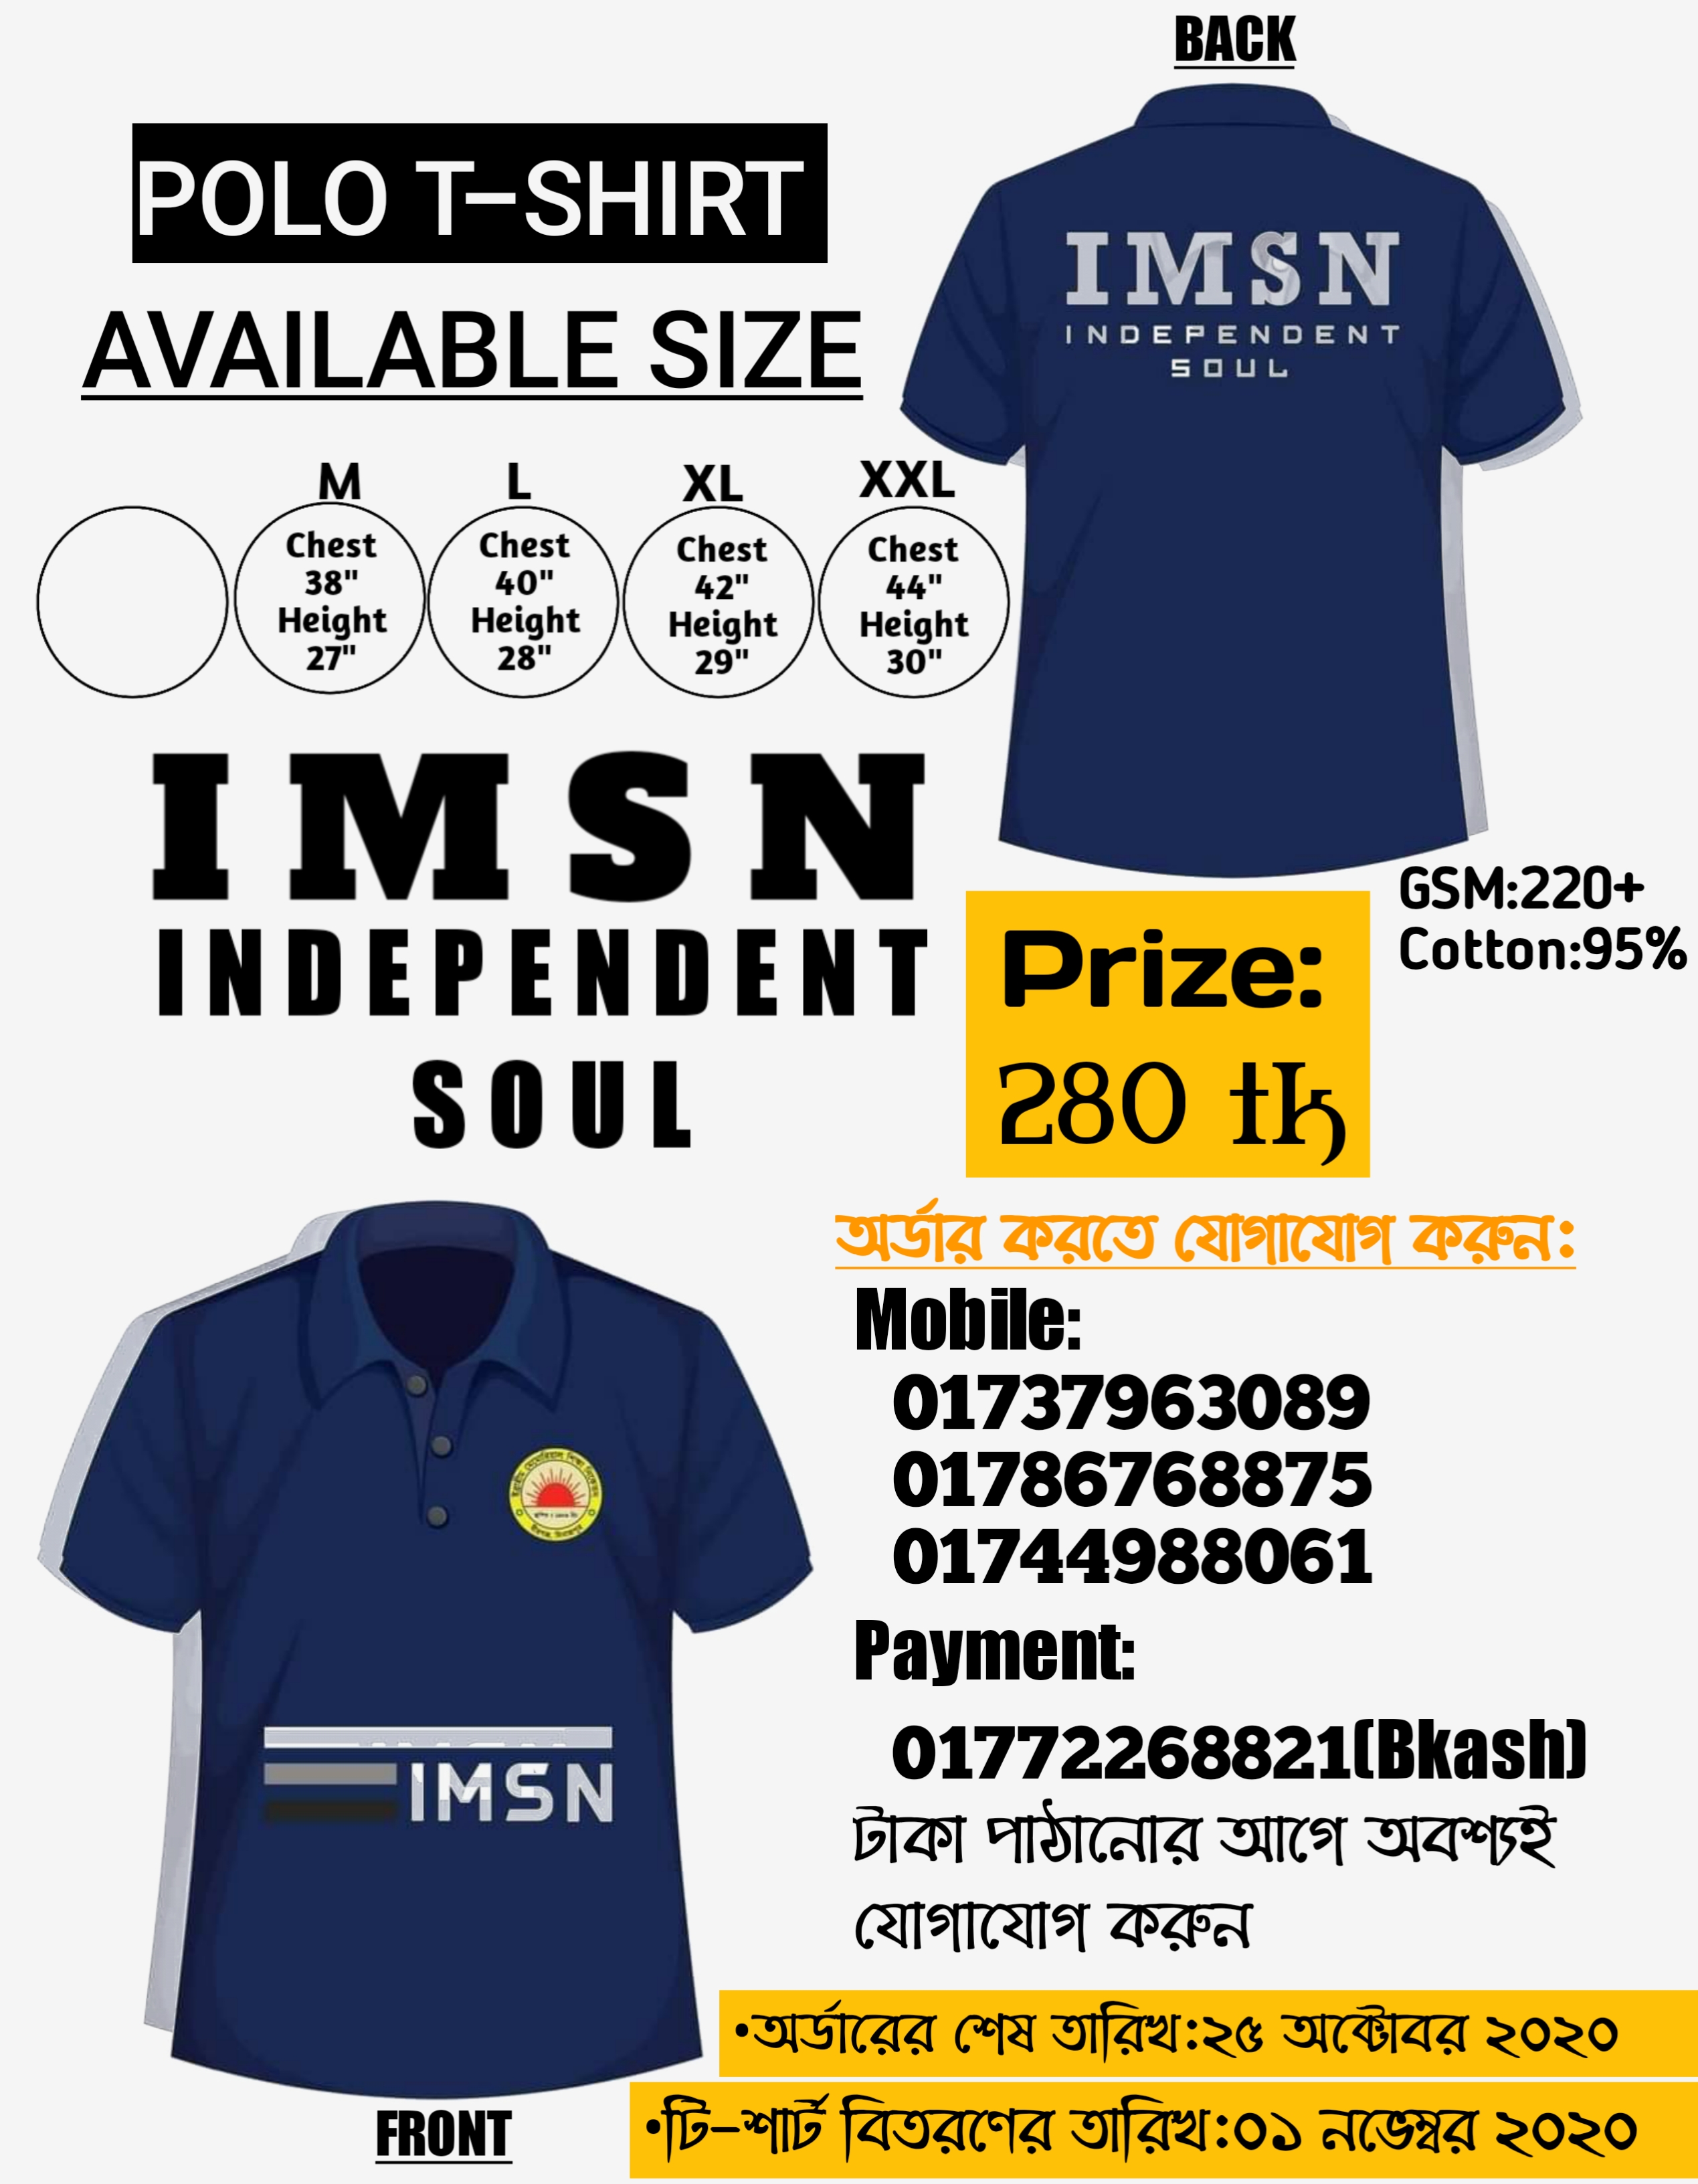 BACK
POLO T-SHIRT
AVAILABLE SIZE
IMSN
INDEPENDENT
SOUL
M
Chest
38"
Height
27"
L
Chest
40"
Height
28"
XL
Chest
42"
Height
29"
XXL
Chest
44"
Height
30"
IMSN
INDEPENDENT
SOUL
GSM:220+
Cotton:95%
Prize:
280 tk
অর্ডার করতে যোগাযোগ করুন:
Mobile:
01737963089
01786768875
01744988061
Payment:
01772268821(Bkash)
টাকা পাঠানোর আগে অবশ্যই
যোগাযোগ করুন
IMSN
•অর্ডারের শেষ তারিখ:২৫ অক্টোবর ২০২০
•টি-শার্ট বিতরণের তারিখ:০১ নভেম্বর ২০২০
FRONT